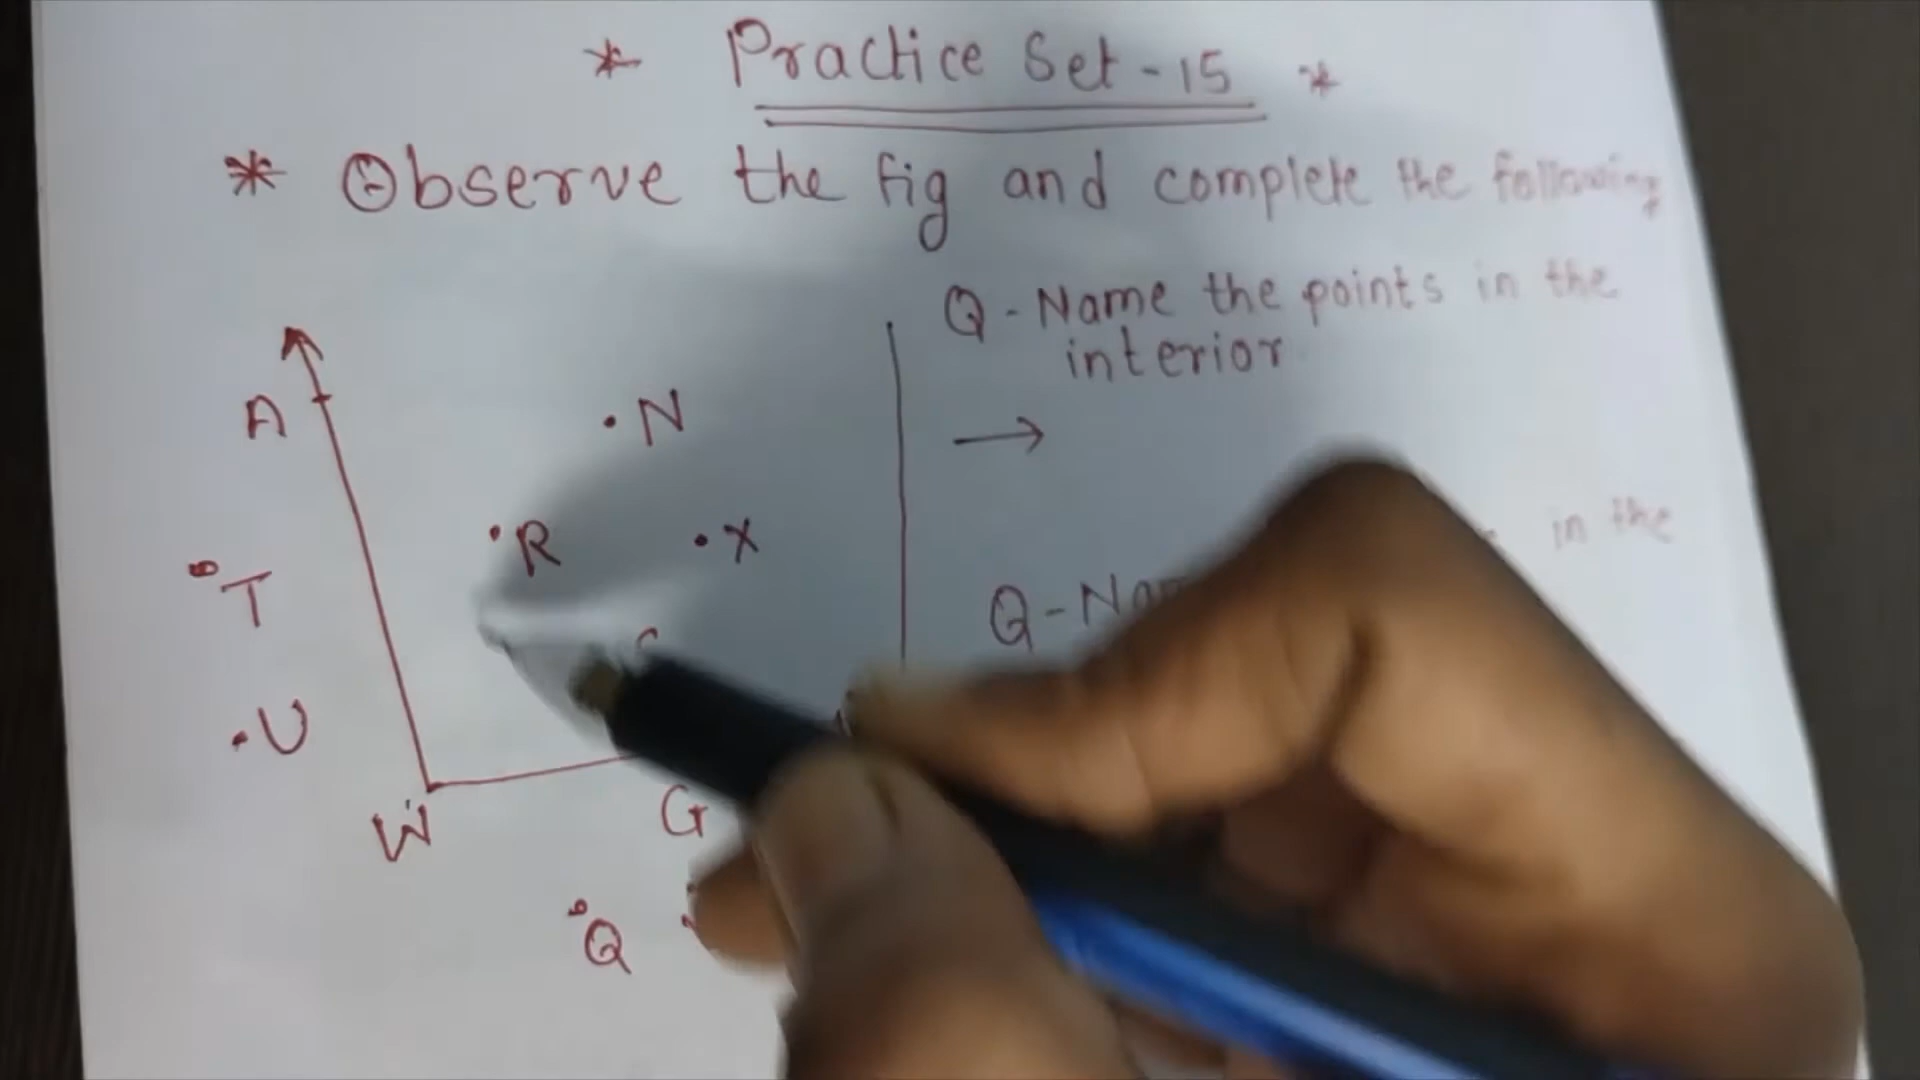 * Practice Set - 15 *
* Observe the fig and complete the following
Q - Name the points in the
interior
→
A
• N
• R
• X
• T
• U
W
G
• Q
Q - in the